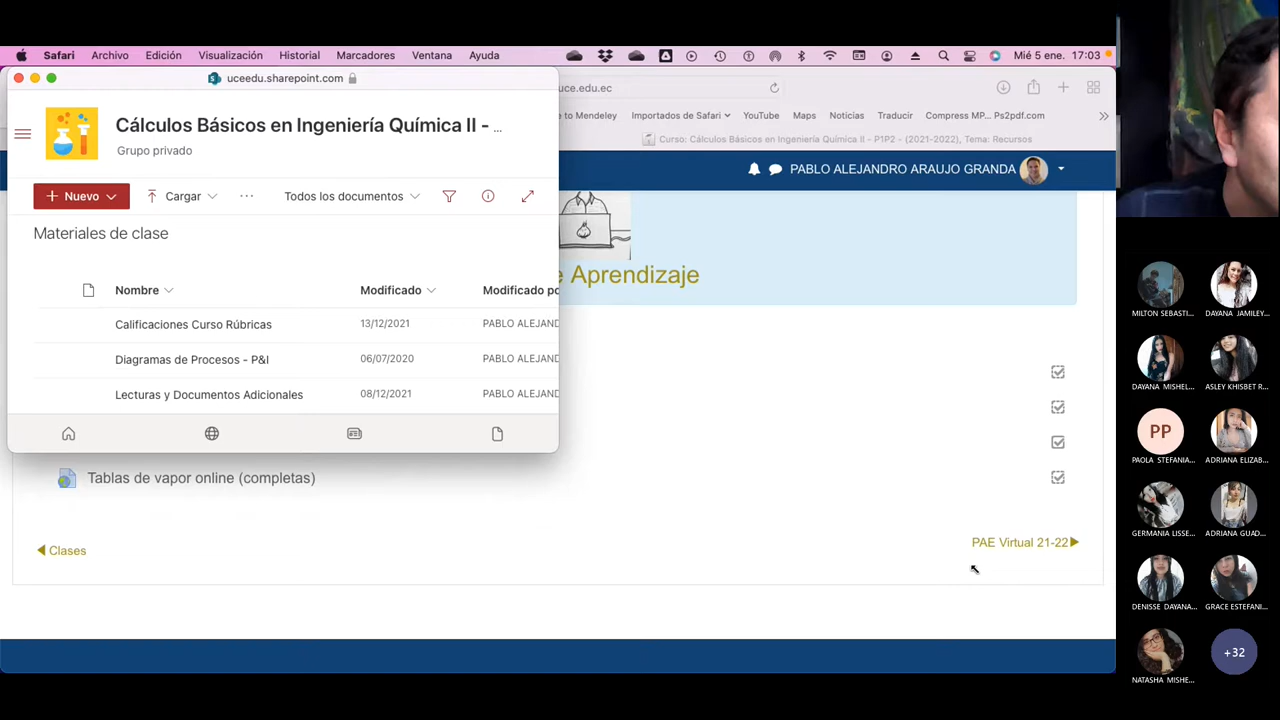 Safari Archivo Edición Visualización Historial Marcadores Ventana Ayuda Mié 5 ene. 17:03
uceedu.sharepoint.com
uce.edu.ec
Cálculos Básicos en Ingeniería Química II - ...
Grupo privado
e to Mendeley Importados de Safari YouTube Maps Noticias Traducir Compress MP... Ps2pdf.com
Curso: Cálculos Básicos en Ingeniería Química II - P1P2 - (2021-2022), Tema: Recursos
PABLO ALEJANDRO ARAUJO GRANDA
Nuevo Cargar ... Todos los documentos
Materiales de clase
e Aprendizaje
Nombre Modificado Modificado po
Calificaciones Curso Rúbricas 13/12/2021 PABLO ALEJAND
Diagramas de Procesos - P&I 06/07/2020 PABLO ALEJAND
Lecturas y Documentos Adicionales 08/12/2021 PABLO ALEJAND
Tablas de vapor online (completas)
Clases
PAE Virtual 21-22
MILTON SEBASTI... DAYANA JAMILEY...
DAYANA MISHEL... ASLEY KHISBET R...
PP
PAOLA STEFANIA... ADRIANA ELIZAB...
GERMANIA LISSE... ADRIANA GUAD...
DENISSE DAYANA... GRACE ESTEFANI...
NATASHA MISHE...
+32